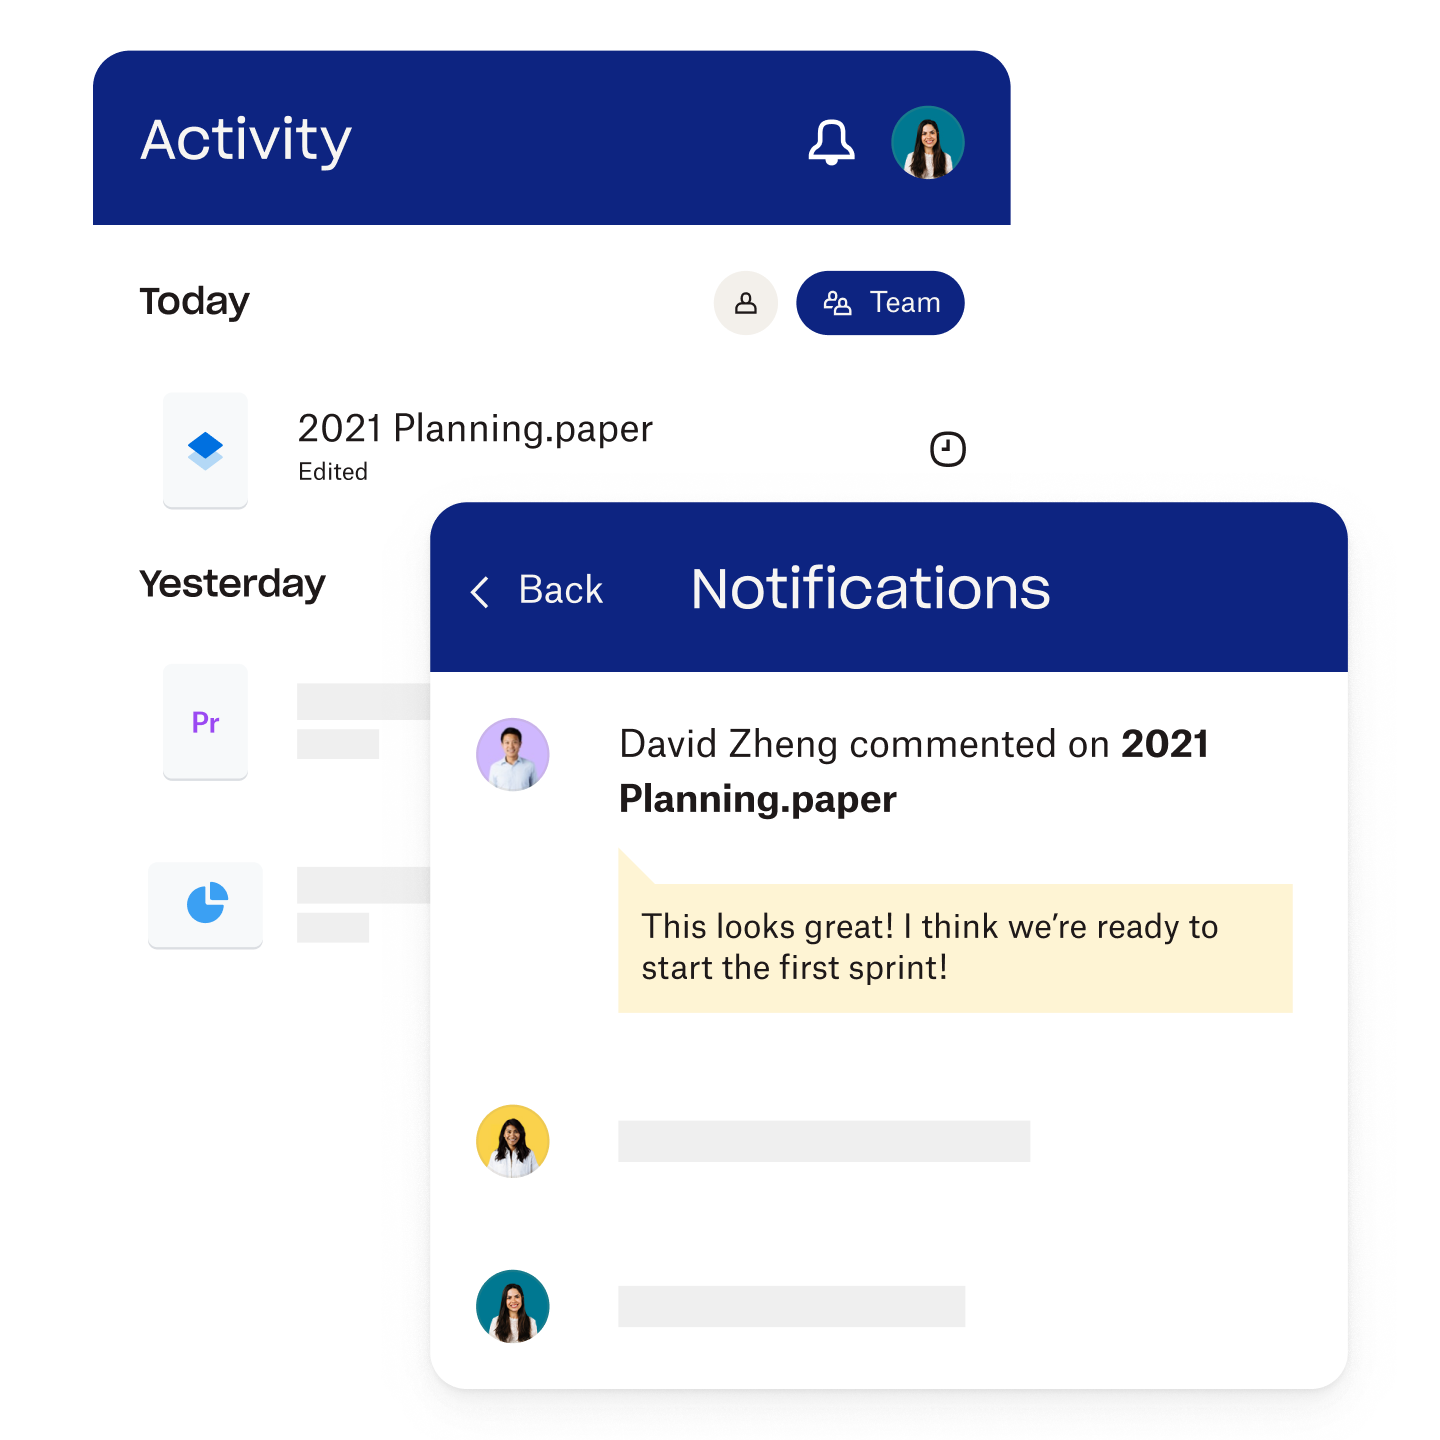 Activity
Today
Team
2021 Planning.paper
Edited
Yesterday
Pr
Back
Notifications
David Zheng commented on 2021
Planning.paper
This looks great! I think we’re ready to
start the first sprint!